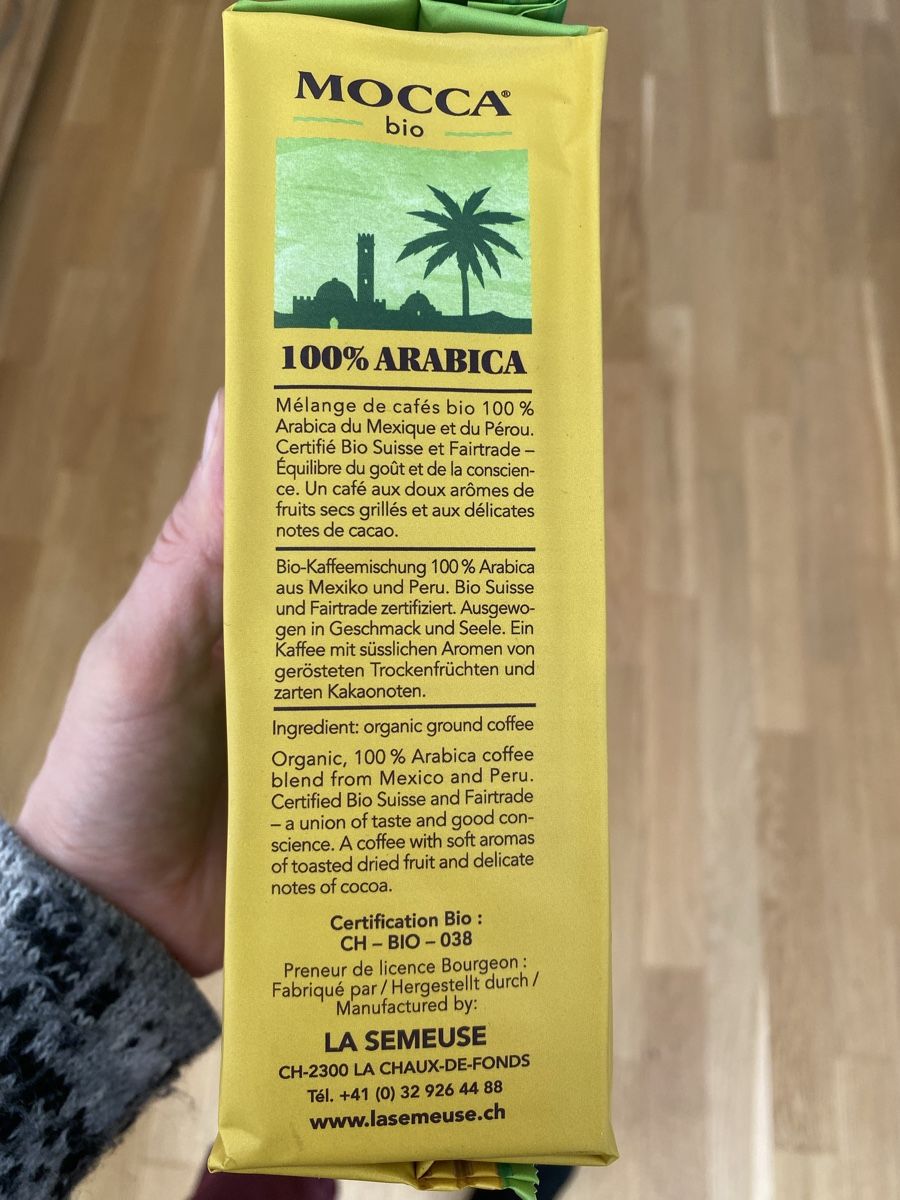 MOCCA®
bio
100% ARABICA
Mélange de cafés bio 100 %
Arabica du Mexique et du Pérou.
Certifié Bio Suisse et Fairtrade –
Équilibre du goût et de la conscien-
ce. Un café aux doux arômes de
fruits secs grillés et aux délicates
notes de cacao.
Bio-Kaffeemischung 100 % Arabica
aus Mexiko und Peru. Bio Suisse
und Fairtrade zertifiziert. Ausgewo-
gen in Geschmack und Seele. Ein
Kaffee mit süsslichen Aromen von
gerösteten Trockenfrüchten und
zarten Kakaonoten.
Ingredient: organic ground coffee
Organic, 100 % Arabica coffee
blend from Mexico and Peru.
Certified Bio Suisse and Fairtrade
– a union of taste and good con-
science. A coffee with soft aromas
of toasted dried fruit and delicate
notes of cocoa.
Certification Bio :
CH – BIO – 038
Preneur de licence Bourgeon :
Fabriqué par / Hergestellt durch /
Manufactured by:
LA SEMEUSE
CH-2300 LA CHAUX-DE-FONDS
Tél. +41 (0) 32 926 44 88
www.lasemeuse.ch